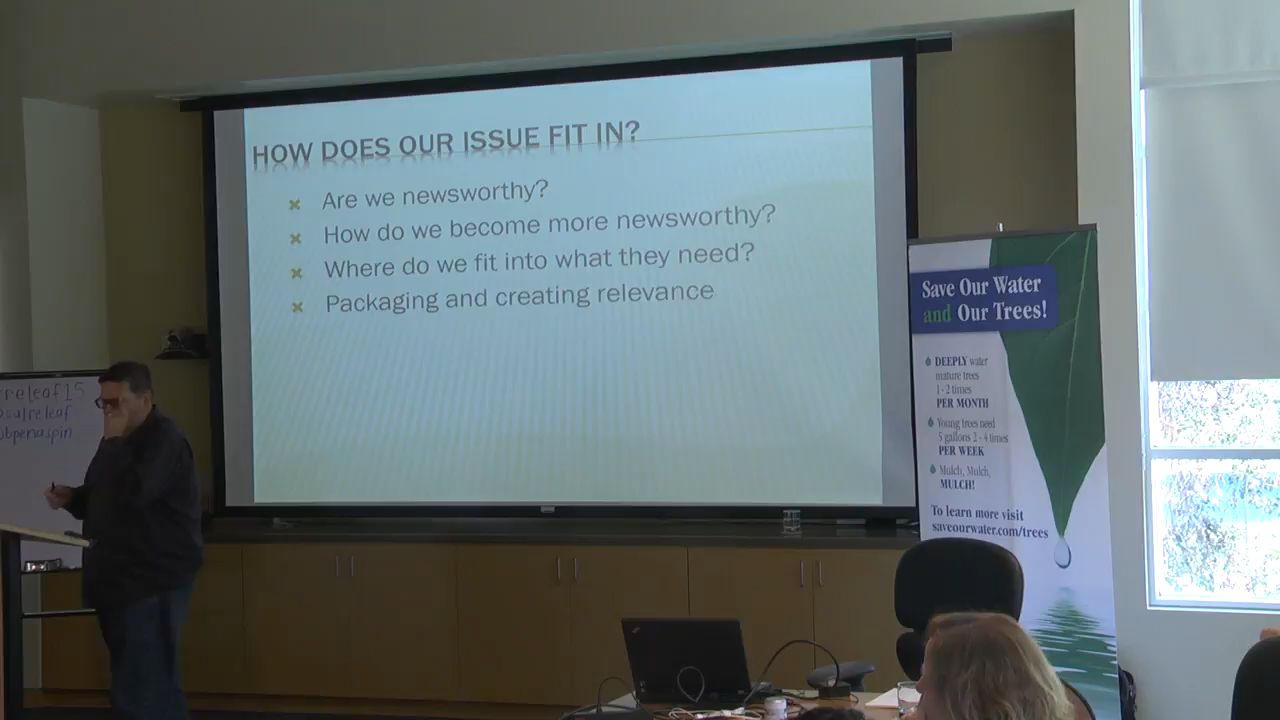 HOW DOES OUR ISSUE FIT IN?
Are we newsworthy?
How do we become more newsworthy?
Where do we fit into what they need?
Packaging and creating relevance
releaf15
calreleaf
Save Our Water
and Our Trees!
DEEPLY water
mature trees
1-2 times
PER MONTH
Young trees need
5 gallons 2-4 times
PER WEEK
Mulch, Mulch,
MULCH!
To learn more visit
saveourwater.com/trees